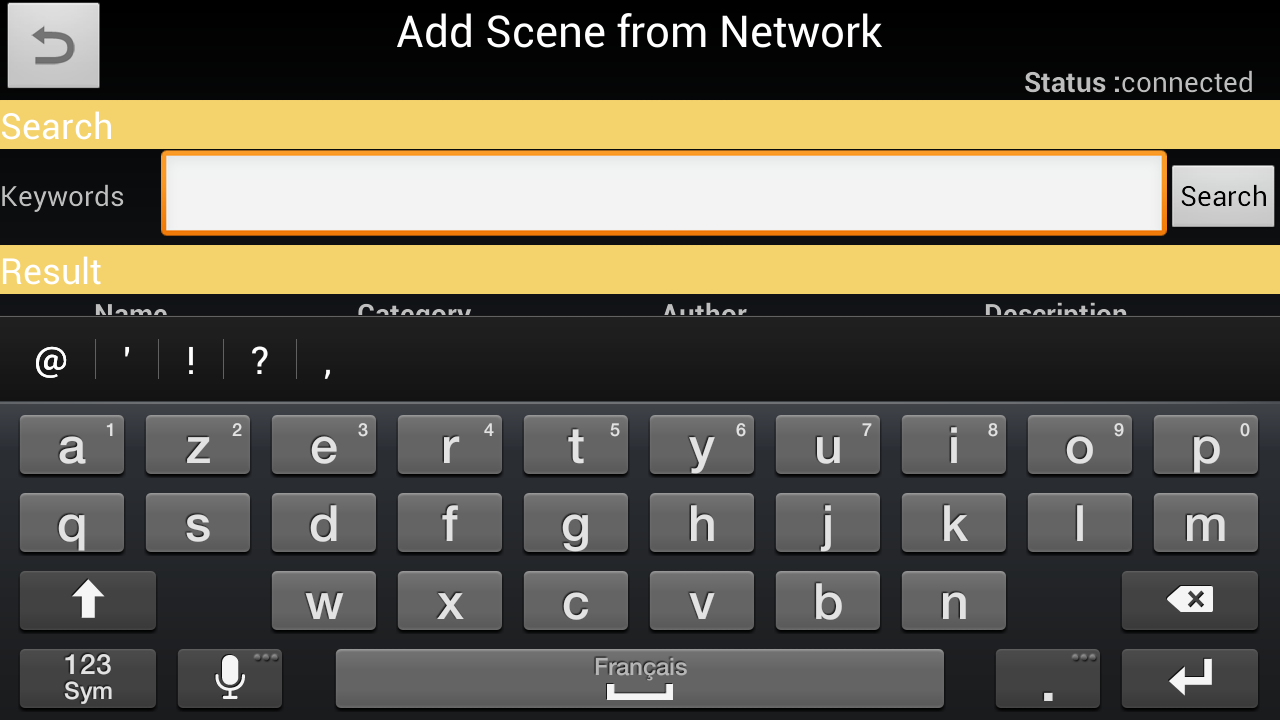 Add Scene from Network
Status :connected
Search
Keywords Search
Result
Name Category Author Description
@ ' ! ? ,
a 1 z 2 e 3 r 4 t 5 y 6 u 7 i 8 o 9 p 0
q s d f g h j k l m
w x c v b n
123 Sym Français .